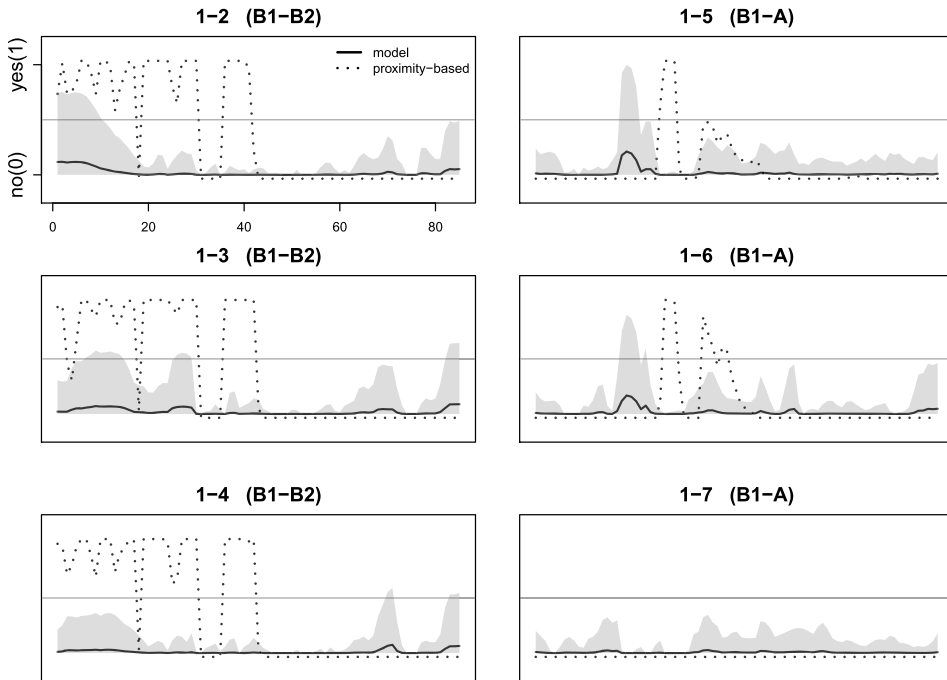 1−2 (B1−B2)
1−5 (B1−A)
yes(1)
no(0)
model
proximity−based
0 20 40 60 80
1−3 (B1−B2)
1−6 (B1−A)
1−4 (B1−B2)
1−7 (B1−A)